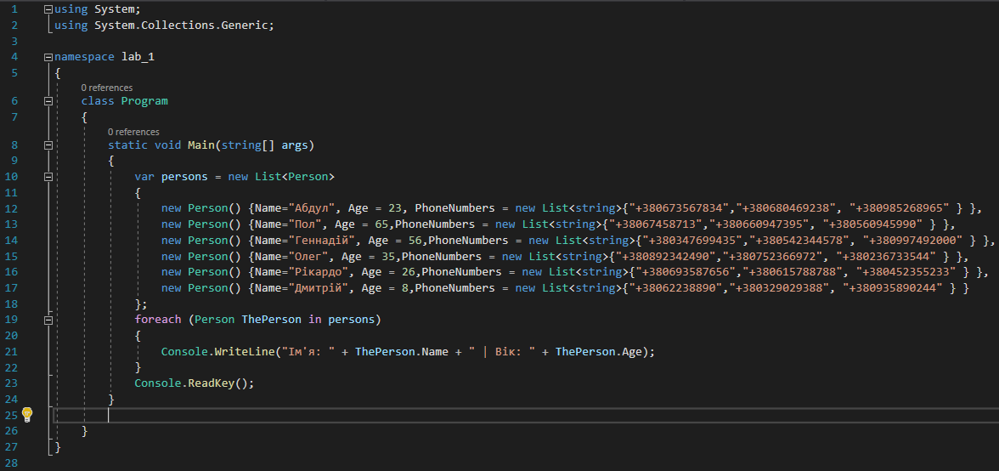 1 using System;
2 using System.Collections.Generic;
3
4 namespace lab_1
5 {
0 references
6 class Program
7 {
0 references
8 static void Main(string[] args)
9 {
10 var persons = new List<Person>
11 {
12 new Person() {Name="Абдул", Age = 23, PhoneNumbers = new List<string>{"+380673567834","+380680469238", "+380985268965" } },
13 new Person() {Name="Пол", Age = 65,PhoneNumbers = new List<string>{"+38067458713","+380660947395", "+380560945990" } },
14 new Person() {Name="Геннадій", Age = 56,PhoneNumbers = new List<string>{"+380347699435","+380542344578", "+380997492000" } },
15 new Person() {Name="Олег", Age = 35,PhoneNumbers = new List<string>{"+380892342490","+380752366972", "+380236733544" } },
16 new Person() {Name="Рікардо", Age = 26,PhoneNumbers = new List<string>{"+380693587656","+380615788788", "+380452355233" } },
17 new Person() {Name="Дмитрій", Age = 8,PhoneNumbers = new List<string>{"+38062238890","+380329029388", "+380935890244" } }
18 };
19 foreach (Person ThePerson in persons)
20 {
21 Console.WriteLine("Ім'я: " + ThePerson.Name + " | Вік: " + ThePerson.Age);
22 }
23 Console.ReadKey();
24 }
25
26 }
27 }
28